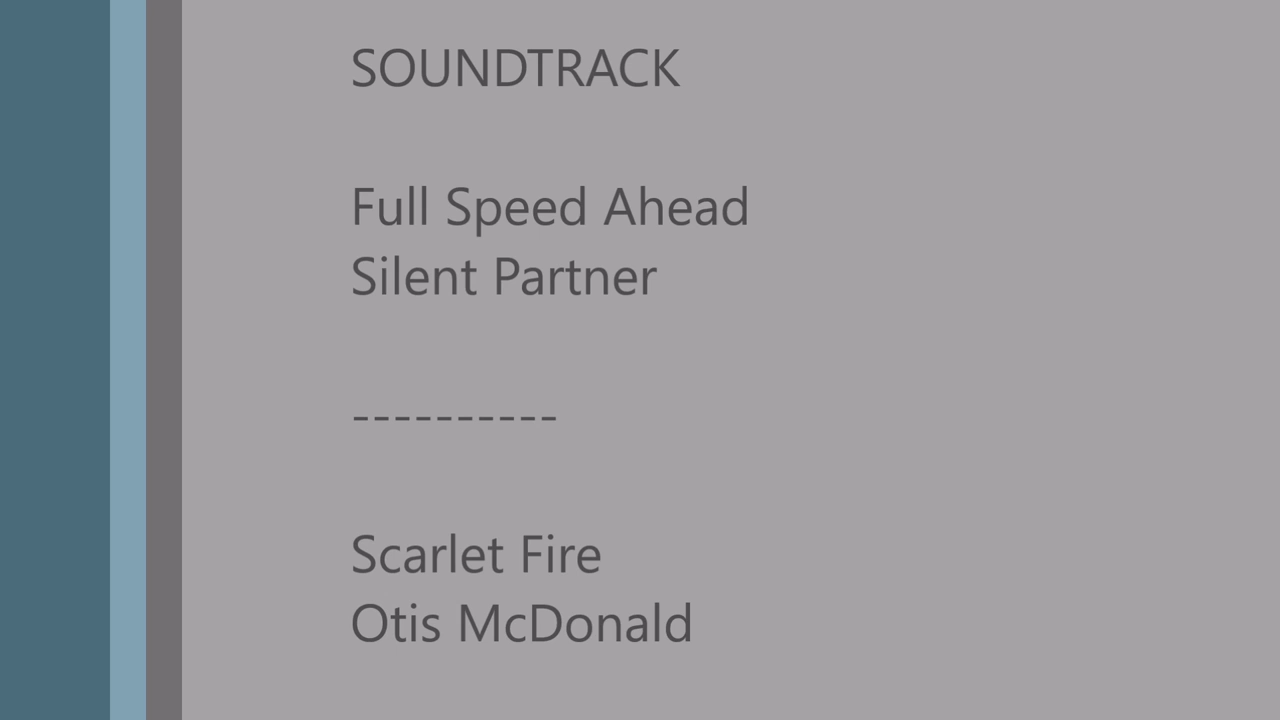 SOUNDTRACK
Full Speed Ahead
Silent Partner
----------
Scarlet Fire
Otis McDonald